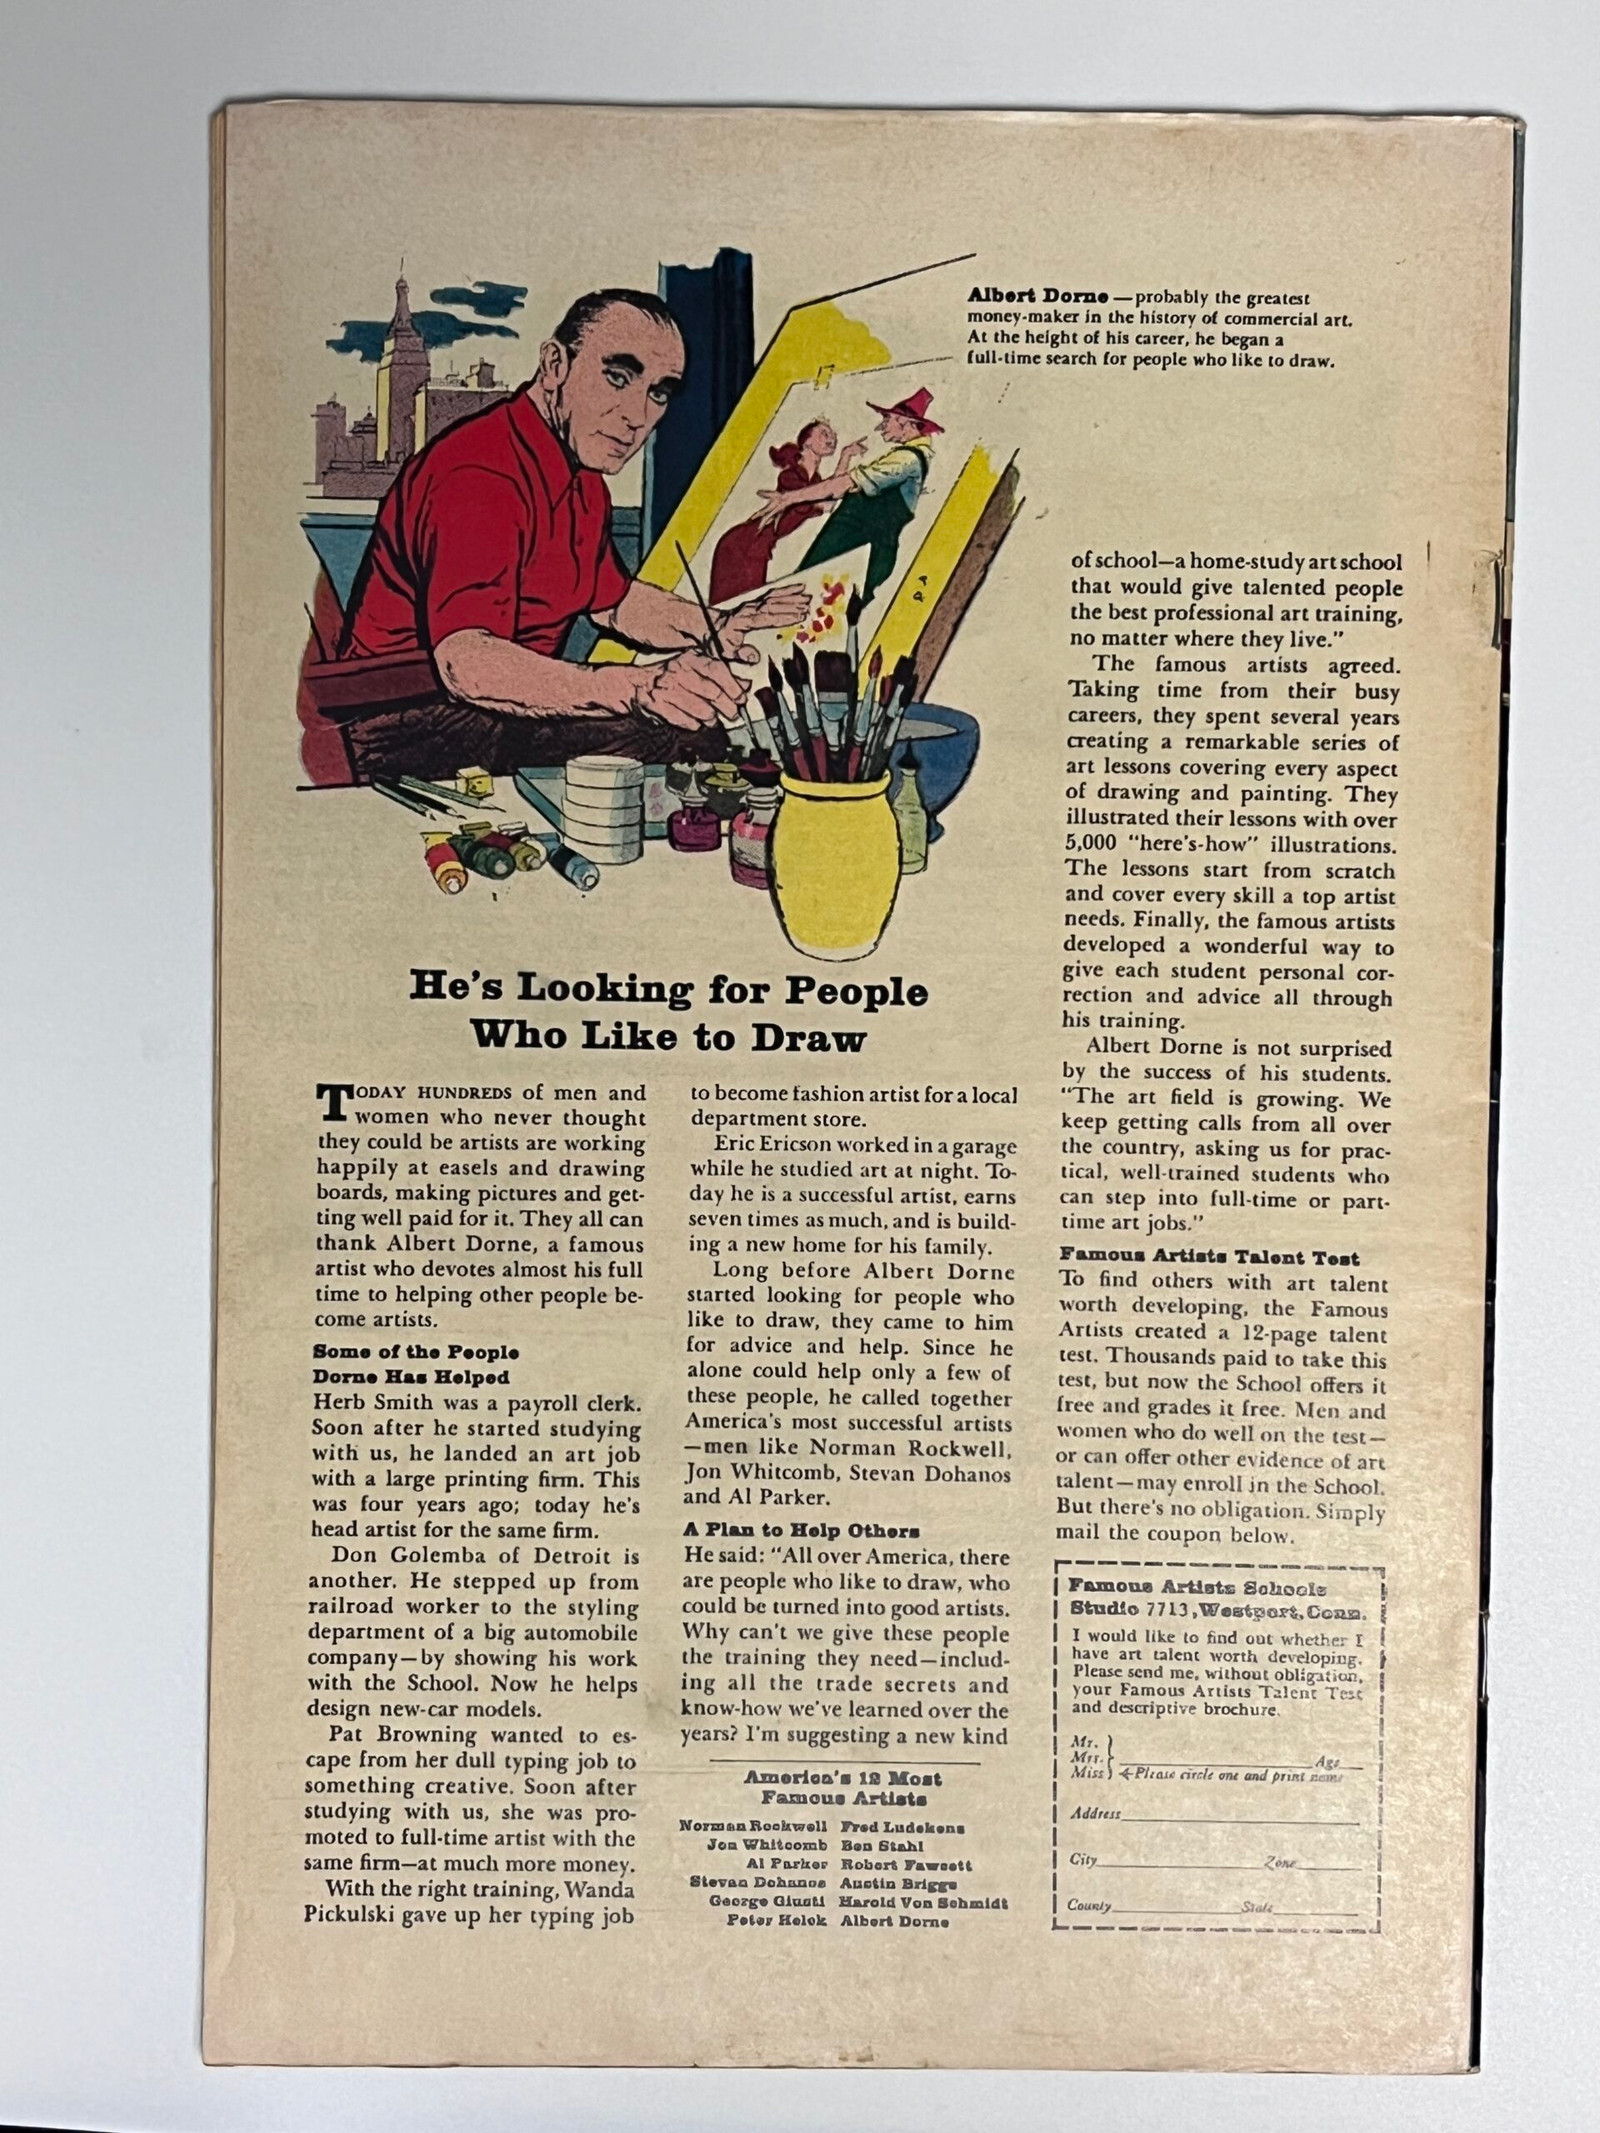 Albert Dorne — probably the greatest
money-maker in the history of commercial art.
At the height of his career, he began a
full-time search for people who like to draw.
He's Looking for People
Who Like to Draw
TODAY HUNDREDS of men and
women who never thought
they could be artists are working
happily at easels and drawing
boards, making pictures and get-
ting well paid for it. They all can
thank Albert Dorne, a famous
artist who devotes almost his full
time to helping other people be-
come artists.
Some of the People
Dorne Has Helped
Herb Smith was a payroll clerk.
Soon after he started studying
with us, he landed an art job
with a large printing firm. This
was four years ago; today he's
head artist for the same firm.
Don Golemba of Detroit is
another. He stepped up from
railroad worker to the styling
department of a big automobile
company—by showing his work
with the School. Now he helps
design new-car models.
Pat Browning wanted to es-
cape from her dull typing job to
something creative. Soon after
studying with us, she was pro-
moted to full-time artist with the
same firm—at much more money.
With the right training, Wanda
Pickulski gave up her typing job
to become fashion artist for a local
department store.
Eric Ericson worked in a garage
while he studied art at night. To-
day he is a successful artist, earns
seven times as much, and is build-
ing a new home for his family.
Long before Albert Dorne
started looking for people who
like to draw, they came to him
for advice and help. Since he
alone could help only a few of
these people, he called together
America's most successful artists
—men like Norman Rockwell,
Jon Whitcomb, Stevan Dohanos
and Al Parker.
A Plan to Help Others
He said: "All over America, there
are people who like to draw, who
could be turned into good artists.
Why can't we give these people
the training they need—includ-
ing all the trade secrets and
know-how we've learned over the
years? I'm suggesting a new kind
America's 12 Most
Famous Artists
Norman Rockwell Fred Ludekens
Jon Whitcomb Ben Stahl
Al Parker Robert Fawcett
Stevan Dohanos Austin Briggs
George Giusti Harold Von Schmidt
Peter Helck Albert Dorne
of school—a home-study art school
that would give talented people
the best professional art training,
no matter where they live."
The famous artists agreed.
Taking time from their busy
careers, they spent several years
creating a remarkable series of
art lessons covering every aspect
of drawing and painting. They
illustrated their lessons with over
5,000 "here's-how" illustrations.
The lessons start from scratch
and cover every skill a top artist
needs. Finally, the famous artists
developed a wonderful way to
give each student personal cor-
rection and advice all through
his training.
Albert Dorne is not surprised
by the success of his students.
"The art field is growing. We
keep getting calls from all over
the country, asking us for prac-
tical, well-trained students who
can step into full-time or part-
time art jobs."
Famous Artists Talent Test
To find others with art talent
worth developing, the Famous
Artists created a 12-page talent
test. Thousands paid to take this
test, but now the School offers it
free and grades it free. Men and
women who do well on the test—
or can offer other evidence of art
talent—may enroll in the School.
But there's no obligation. Simply
mail the coupon below.
Famous Artists Schools
Studio 7713, Westport, Conn.
I would like to find out whether I
have art talent worth developing.
Please send me, without obligation,
your Famous Artists Talent Test
and descriptive brochure.
Mr.
Mrs. Age
Miss Please circle one and print name
Address
City Zone
County State